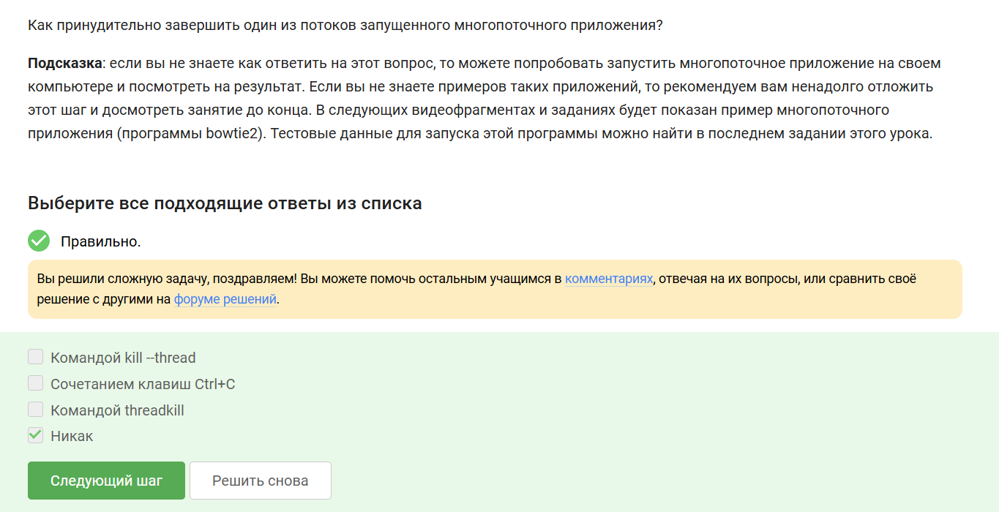 Как принудительно завершить один из потоков запущенного многопоточного приложения?
Подсказка: если вы не знаете как ответить на этот вопрос, то можете попробовать запустить многопоточное приложение на своем
компьютере и посмотреть на результат. Если вы не знаете примеров таких приложений, то рекомендуем вам ненадолго отложить
этот шаг и досмотреть занятие до конца. В следующих видеофрагментах и заданиях будет показан пример многопоточного
приложения (программы bowtie2). Тестовые данные для запуска этой программы можно найти в последнем задании этого урока.
Выберите все подходящие ответы из списка
Правильно.
Вы решили сложную задачу, поздравляем! Вы можете помочь остальным учащимся в комментариях, отвечая на их вопросы, или сравнить своё
решение с другими на форуме решений.
Командой kill --thread
Сочетанием клавиш Ctrl+C
Командой threadkill
Никак
Следующий шаг
Решить снова